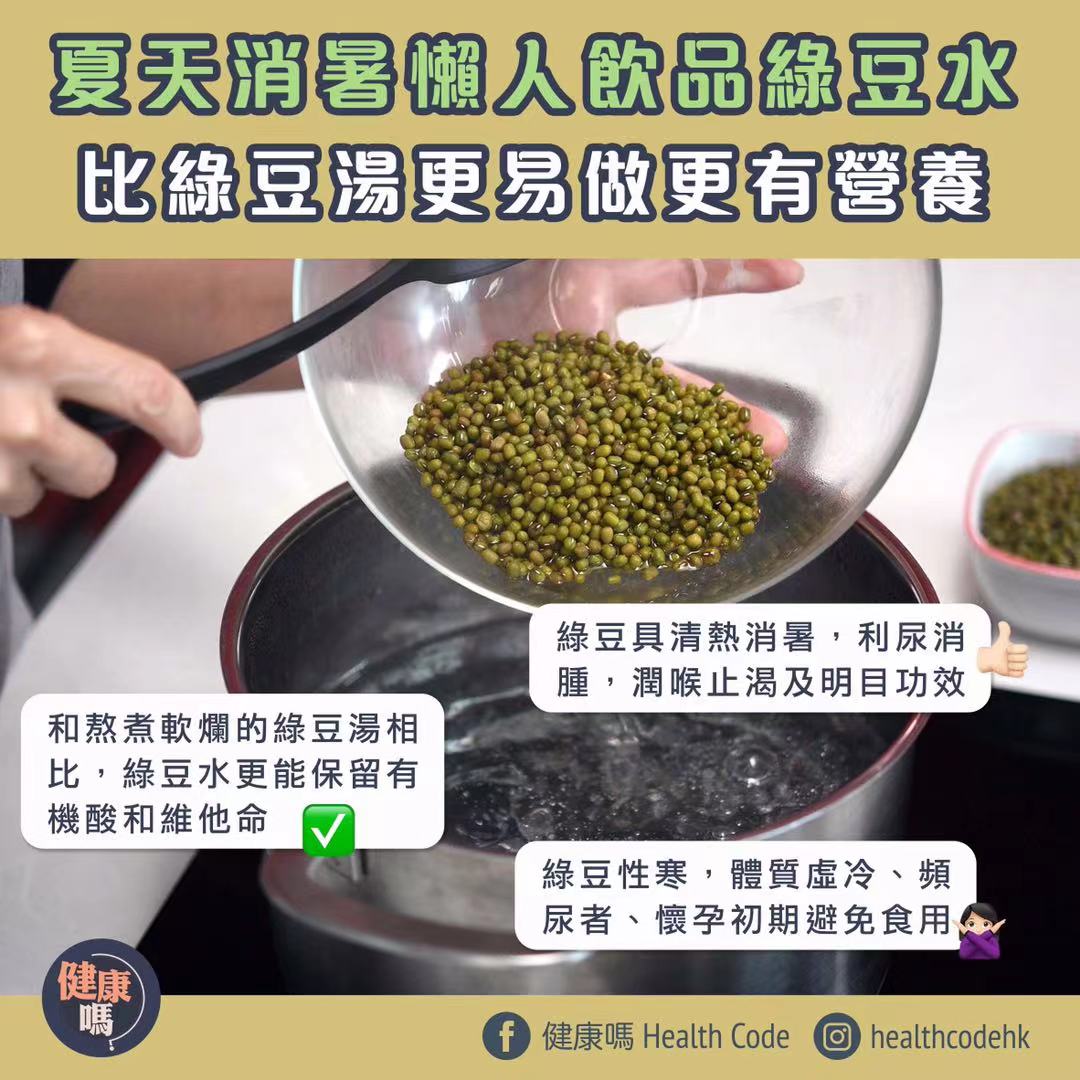 夏天消暑懶人飲品綠豆水
比綠豆湯更易做更有營養
綠豆具清熱消暑，利尿消
腫，潤喉止渴及明目功效
和熬煮軟爛的綠豆湯相
比，綠豆水更能保留有
機酸和維他命
綠豆性寒，體質虛冷、頻
尿者、懷孕初期避免食用
健康
嗎?
健康嗎 Health Code
healthcodehk